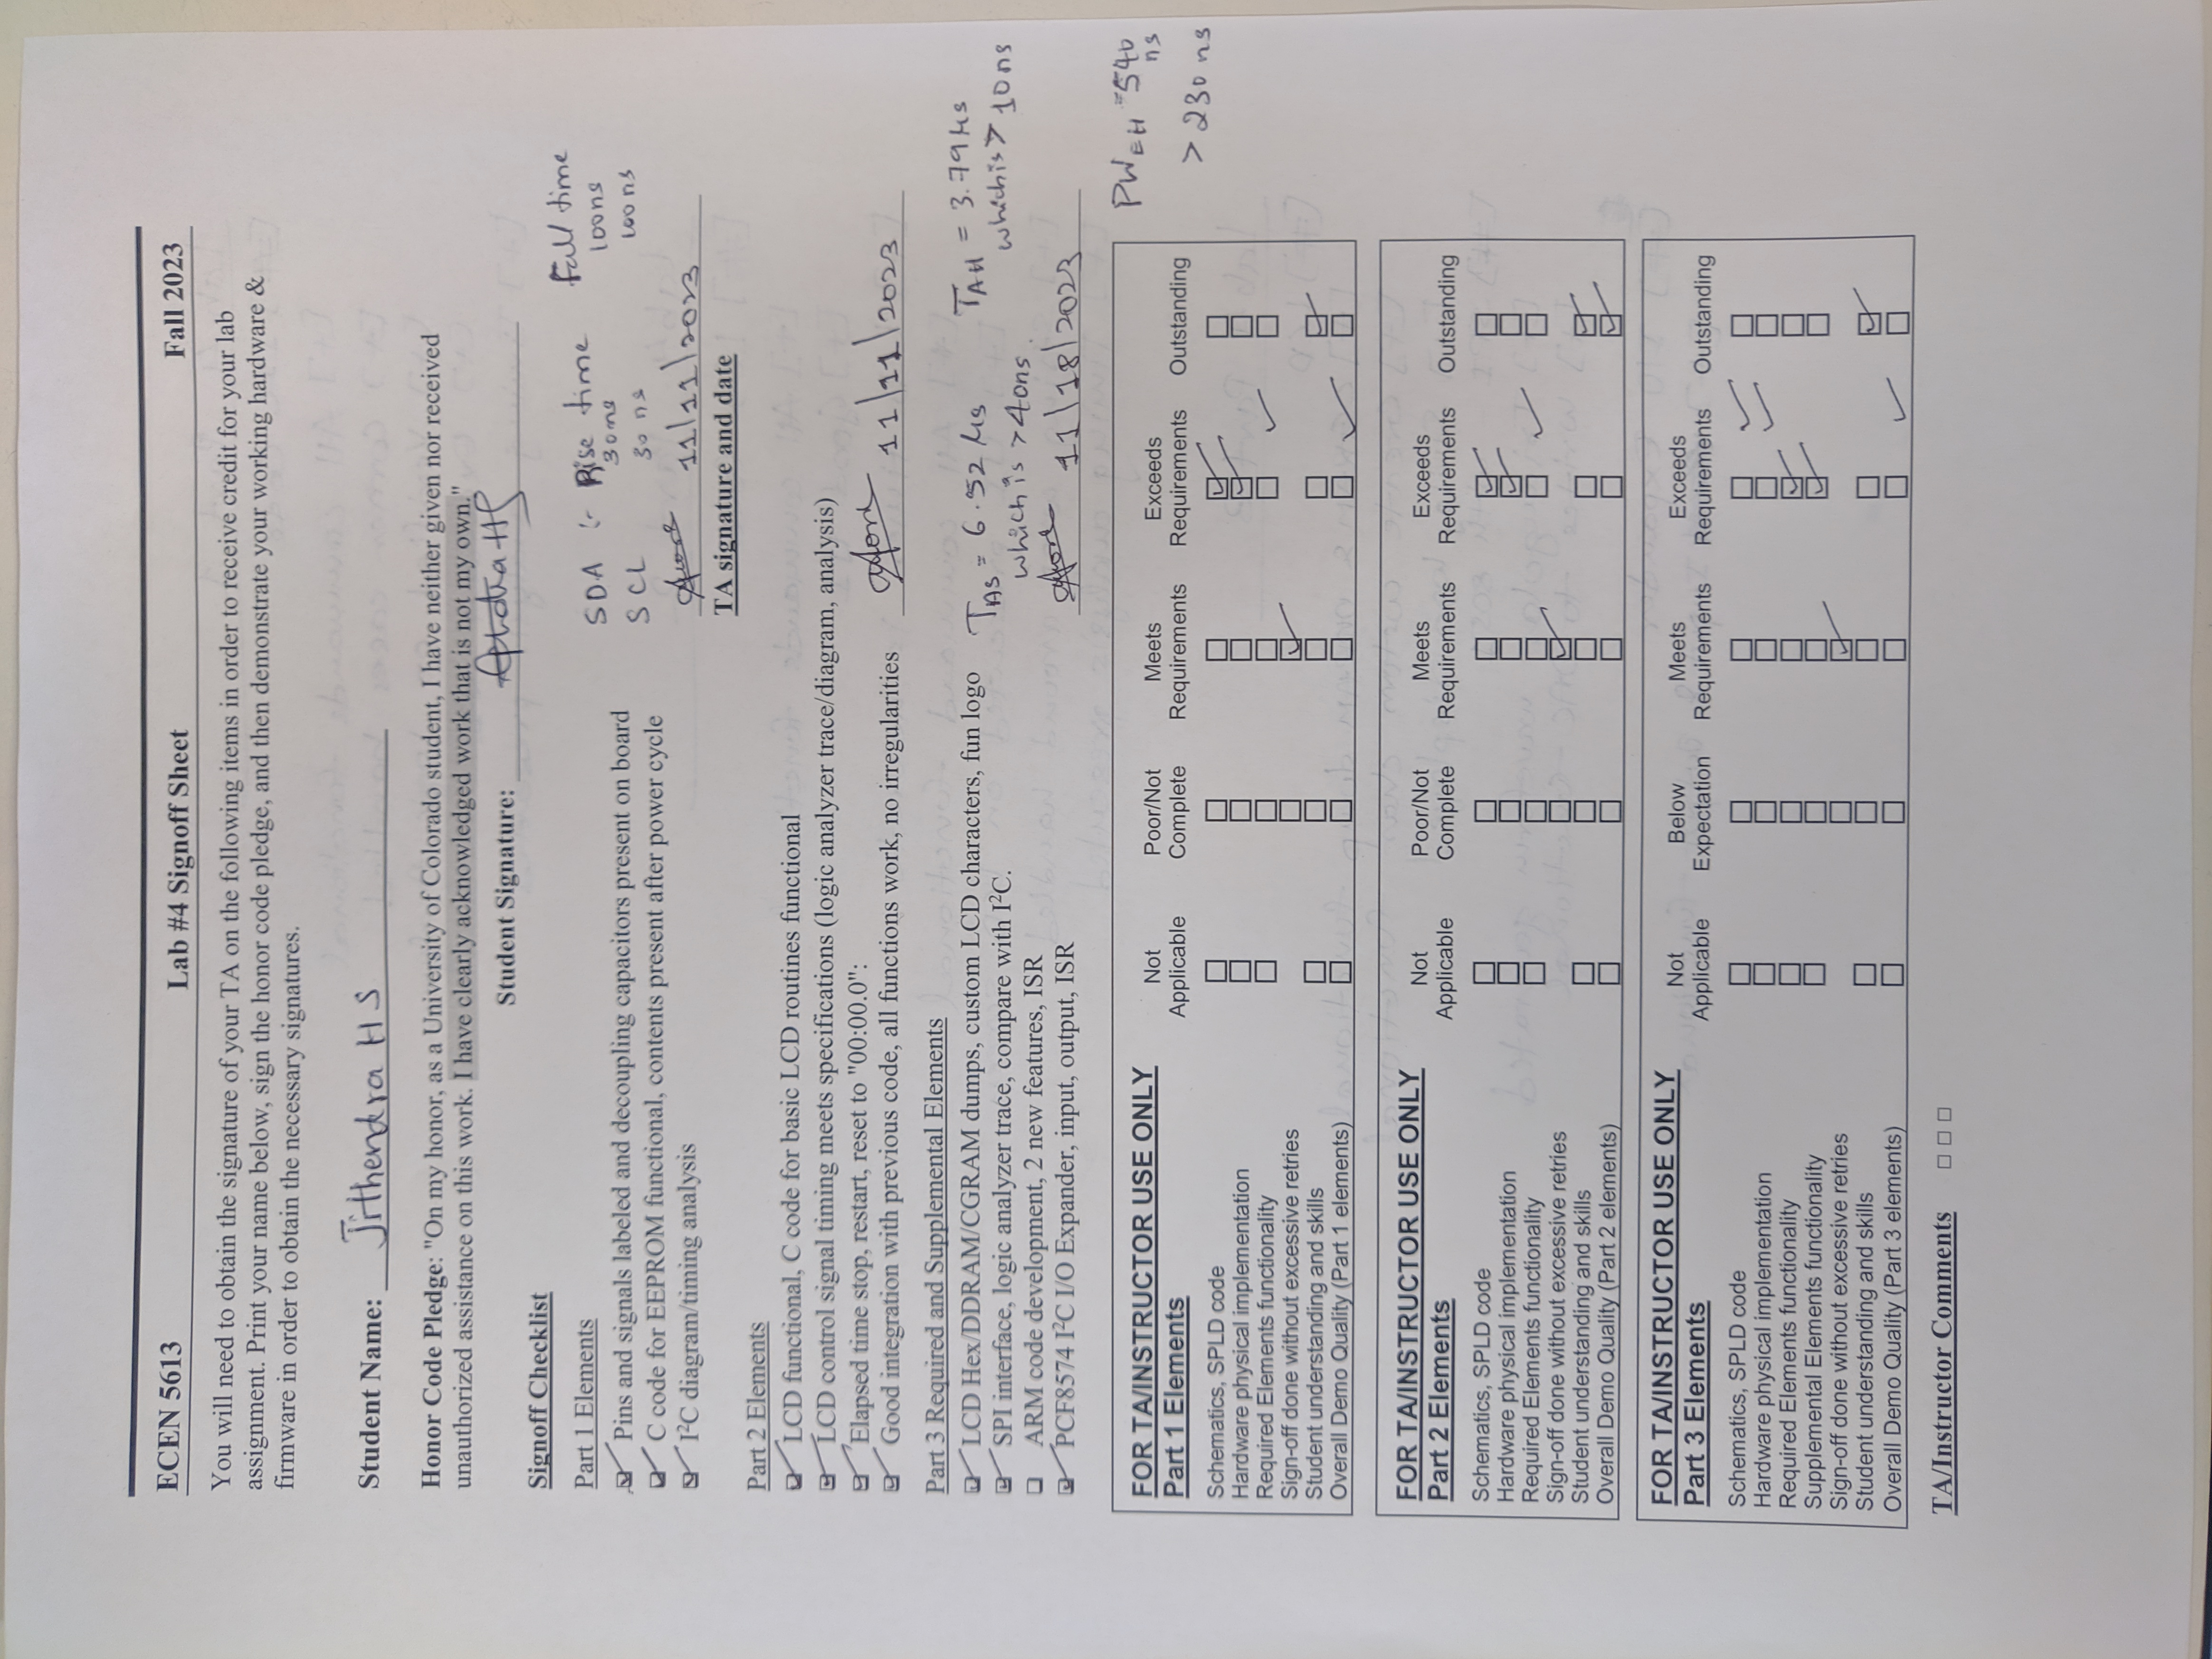 ECEN 5613 Lab #4 Signoff Sheet Fall 2023
You will need to obtain the signature of your TA on the following items in order to receive credit for your lab
assignment. Print your name below, sign the honor code pledge, and then demonstrate your working hardware &
firmware in order to obtain the necessary signatures.
Student Name: Jithendra H S
Honor Code Pledge: "On my honor, as a University of Colorado student, I have neither given nor received
unauthorized assistance on this work. I have clearly acknowledged work that is not my own."
Student Signature:
Signoff Checklist
Part 1 Elements
SDA :- Rise time Fall time
30ns 100ns
Pins and signals labeled and decoupling capacitors present on board
SCL 30 ns 100 ns
C code for EEPROM functional, contents present after power cycle
I²C diagram/timing analysis
11/11/2023
TA signature and date
Part 2 Elements
LCD functional, C code for basic LCD routines functional
LCD control signal timing meets specifications (logic analyzer trace/diagram, analysis)
Elapsed time stop, restart, reset to "00:00.0":
Good integration with previous code, all functions work, no irregularities
11/11/2023
Part 3 Required and Supplemental Elements
LCD Hex/DDRAM/CGRAM dumps, custom LCD characters, fun logo
TAS = 6.52 μs TAH = 3.79 μs
which is > 40ns. which is > 10ns
SPI interface, logic analyzer trace, compare with I²C.
ARM code development, 2 new features, ISR
PCF8574 I²C I/O Expander, input, output, ISR
11/18/2023
PWEH = 540
ns
> 230 ns
FOR TA/INSTRUCTOR USE ONLY
Part 1 Elements
Not Applicable Poor/Not Complete Meets Requirements Exceeds Requirements Outstanding
Schematics, SPLD code
Hardware physical implementation
Required Elements functionality
Sign-off done without excessive retries
Student understanding and skills
Overall Demo Quality (Part 1 elements)
FOR TA/INSTRUCTOR USE ONLY
Part 2 Elements
Not Applicable Poor/Not Complete Meets Requirements Exceeds Requirements Outstanding
Schematics, SPLD code
Hardware physical implementation
Required Elements functionality
Sign-off done without excessive retries
Student understanding and skills
Overall Demo Quality (Part 2 elements)
FOR TA/INSTRUCTOR USE ONLY
Part 3 Elements
Not Applicable Below Expectation Meets Requirements Exceeds Requirements Outstanding
Schematics, SPLD code
Hardware physical implementation
Required Elements functionality
Supplemental Elements functionality
Sign-off done without excessive retries
Student understanding and skills
Overall Demo Quality (Part 3 elements)
TA/Instructor Comments